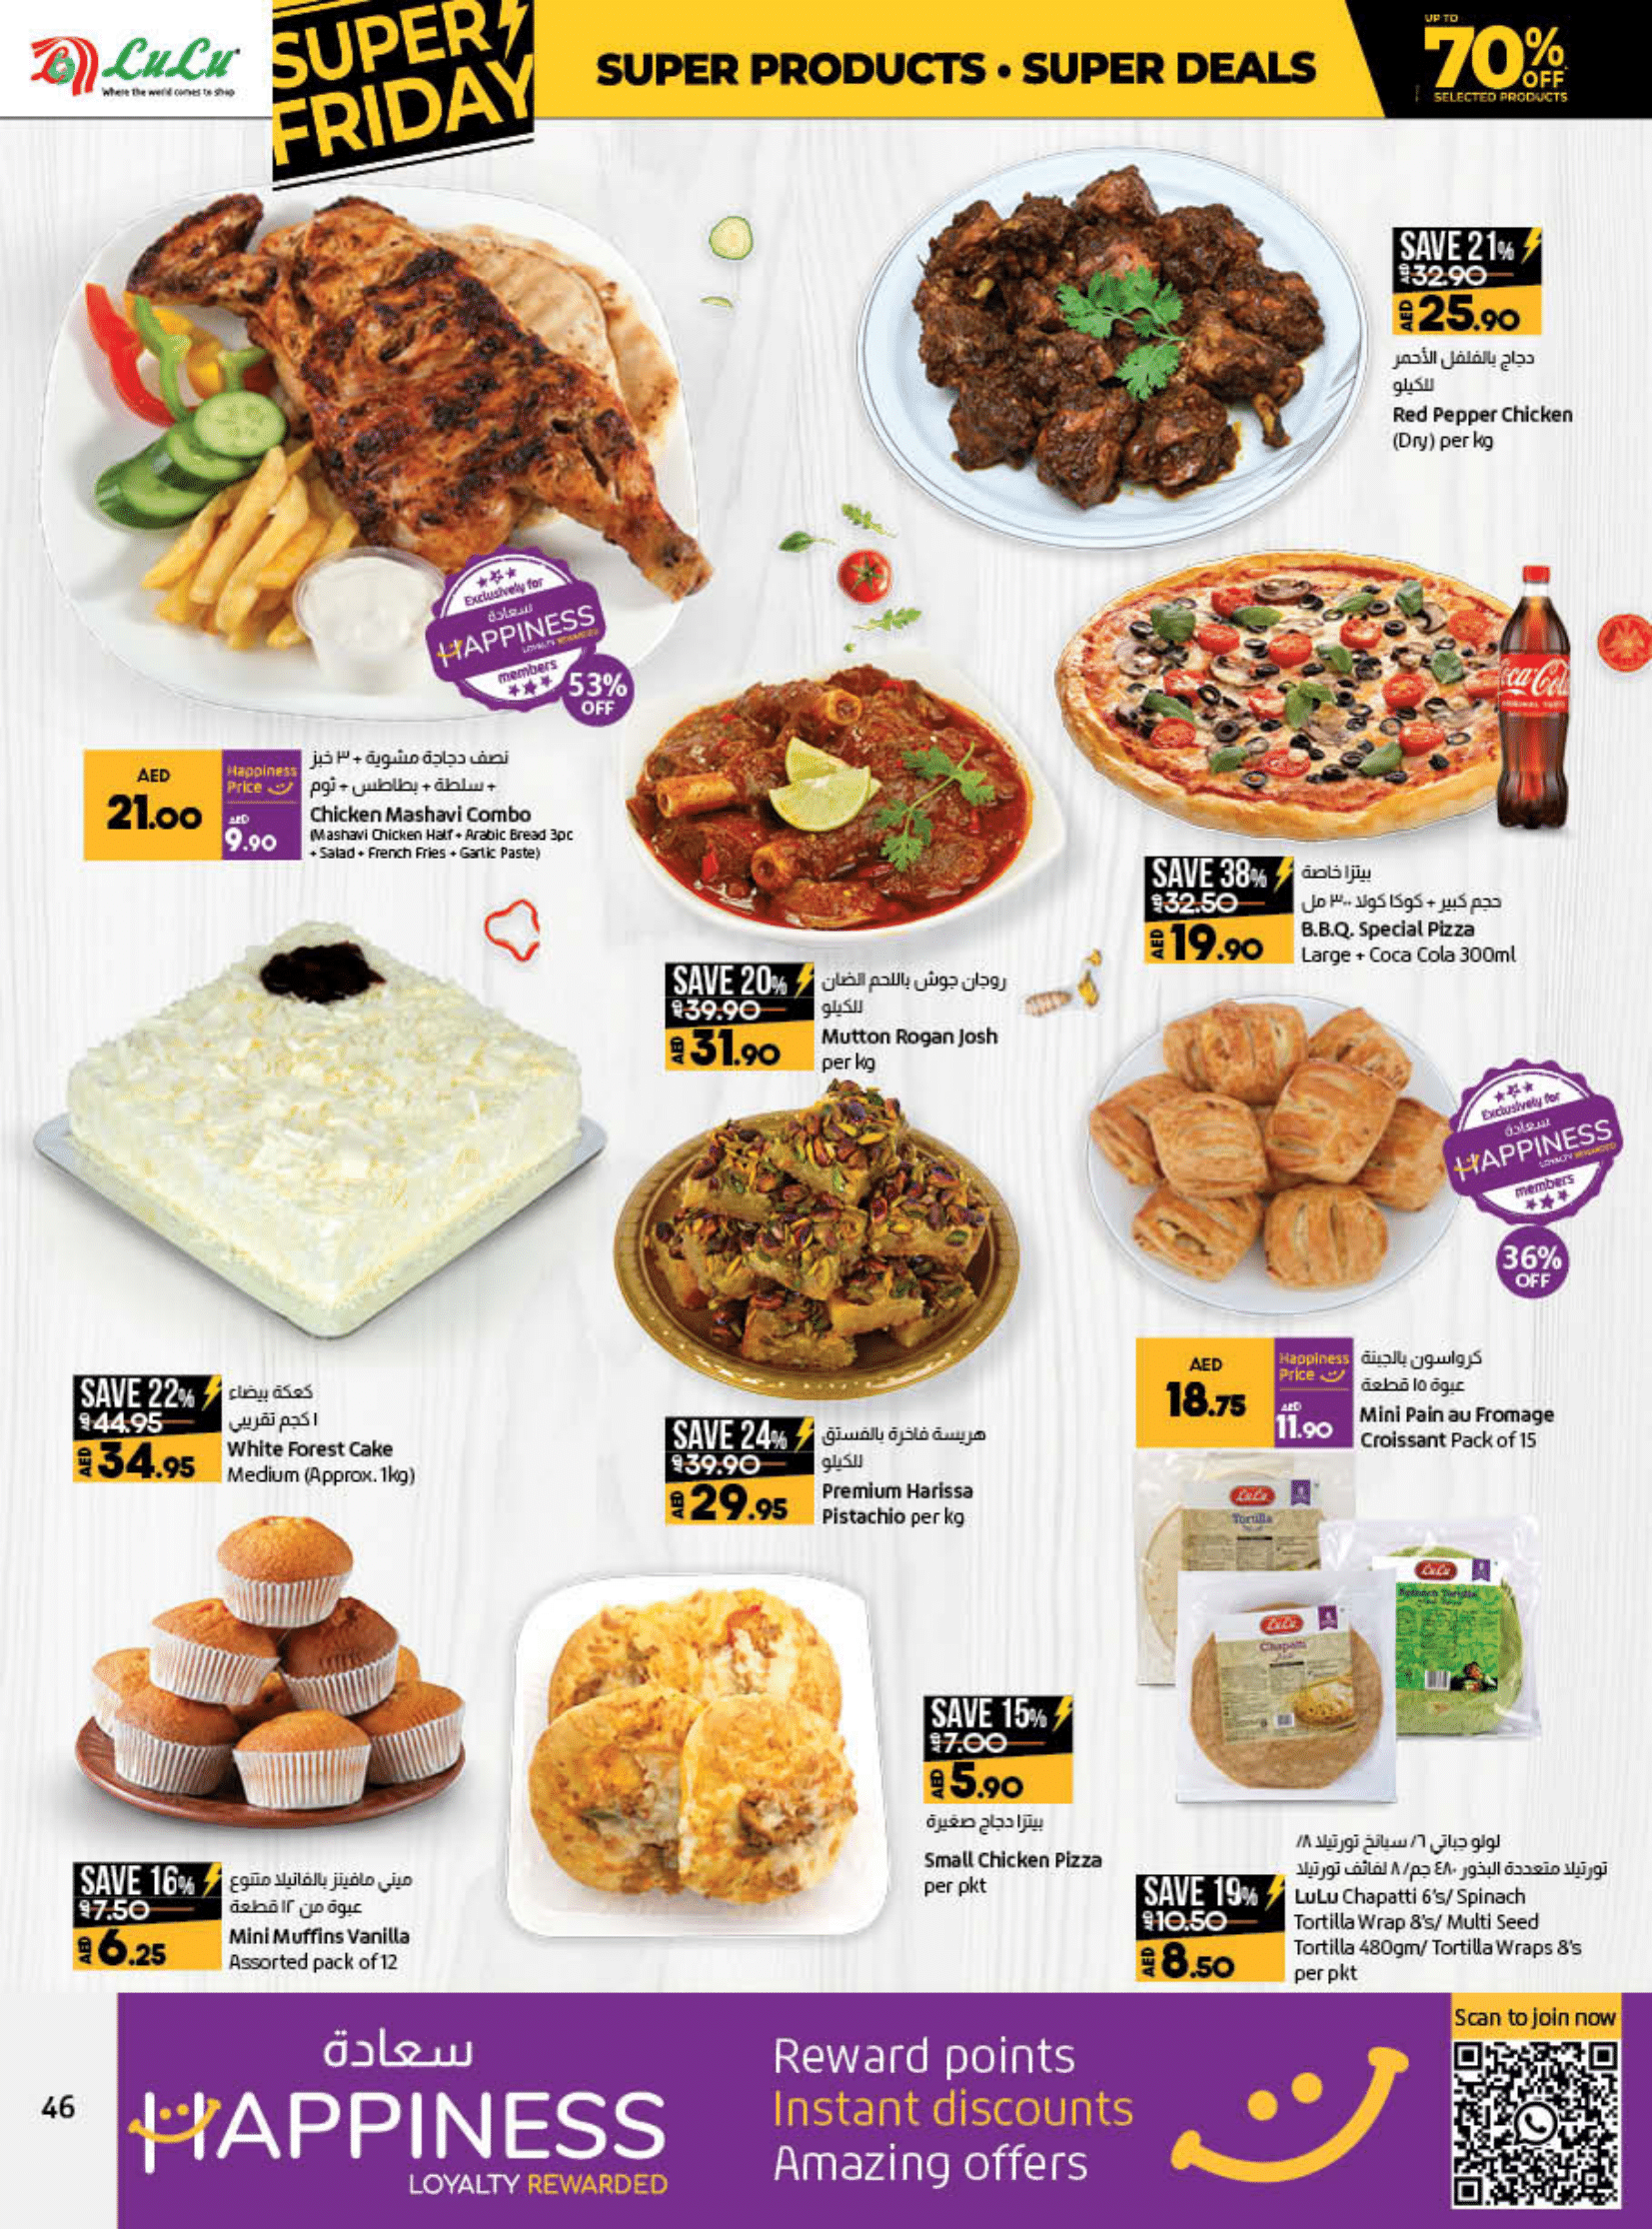 LuLu
Where the world comes to shop
SUPER
FRIDAY
SUPER PRODUCTS • SUPER DEALS
UP TO
70% OFF
SELECTED PRODUCTS
SAVE 21%
AED 32.90
AED 25.90
دجاج بالفلفل الأحمر
للكيلو
Red Pepper Chicken
(Dry) per kg
Exclusively for
سعادة
HAPPINESS
LOYALTY REWARDED
members
53%
OFF
AED
21.00
Happiness
Price
AED
9.90
نصف دجاجة مشوية + ٣ خبز
+ سلطة + بطاطس + ثوم
Chicken Mashavi Combo
(Mashavi Chicken Half + Arabic Bread 3pc
+ Salad + French Fries + Garlic Paste)
Coca-Cola
ORIGINAL TASTE
SAVE 38%
AED 32.50
AED 19.90
بيتزا خاصة
حجم كبير + كوكا كولا ٣٠٠ مل
B.B.Q. Special Pizza
Large + Coca Cola 300ml
SAVE 20%
AED 39.90
AED 31.90
روجان جوش باللحم الضان
للكيلو
Mutton Rogan Josh
per kg
Exclusively for
سعادة
HAPPINESS
LOYALTY REWARDED
members
36%
OFF
AED
18.75
Happiness
Price
AED
11.90
كرواسون بالجبنة
عبوة ١٥ قطعة
Mini Pain au Fromage
Croissant Pack of 15
SAVE 22%
AED 44.95
AED 34.95
كعكة بيضاء
١ كجم تقريبي
White Forest Cake
Medium (Approx. 1kg)
SAVE 24%
AED 39.90
AED 29.95
هريسة فاخرة بالفستق
للكيلو
Premium Harissa
Pistachio per kg
LuLu
Tortilla
LuLu
Spinach Tortilla
LuLu
Chapatti
SAVE 15%
AED 7.00
AED 5.90
بيتزا دجاج صغيرة
Small Chicken Pizza
per pkt
SAVE 16%
AED 7.50
AED 6.25
ميني مافينز بالفانيلا متنوع
عبوة من ١٢ قطعة
Mini Muffins Vanilla
Assorted pack of 12
SAVE 19%
AED 10.50
AED 8.50
لولو جباتي ٦/ سبانخ تورتيلا ٨/
تورتيلا متعددة البذور ٤٨٠ جم/ ٨ لفائف تورتيلا
LuLu Chapatti 6's/ Spinach
Tortilla Wrap 8's/ Multi Seed
Tortilla 480gm/ Tortilla Wraps 8's
per pkt
46
سعادة
HAPPINESS
LOYALTY REWARDED
Reward points
Instant discounts
Amazing offers
Scan to join now